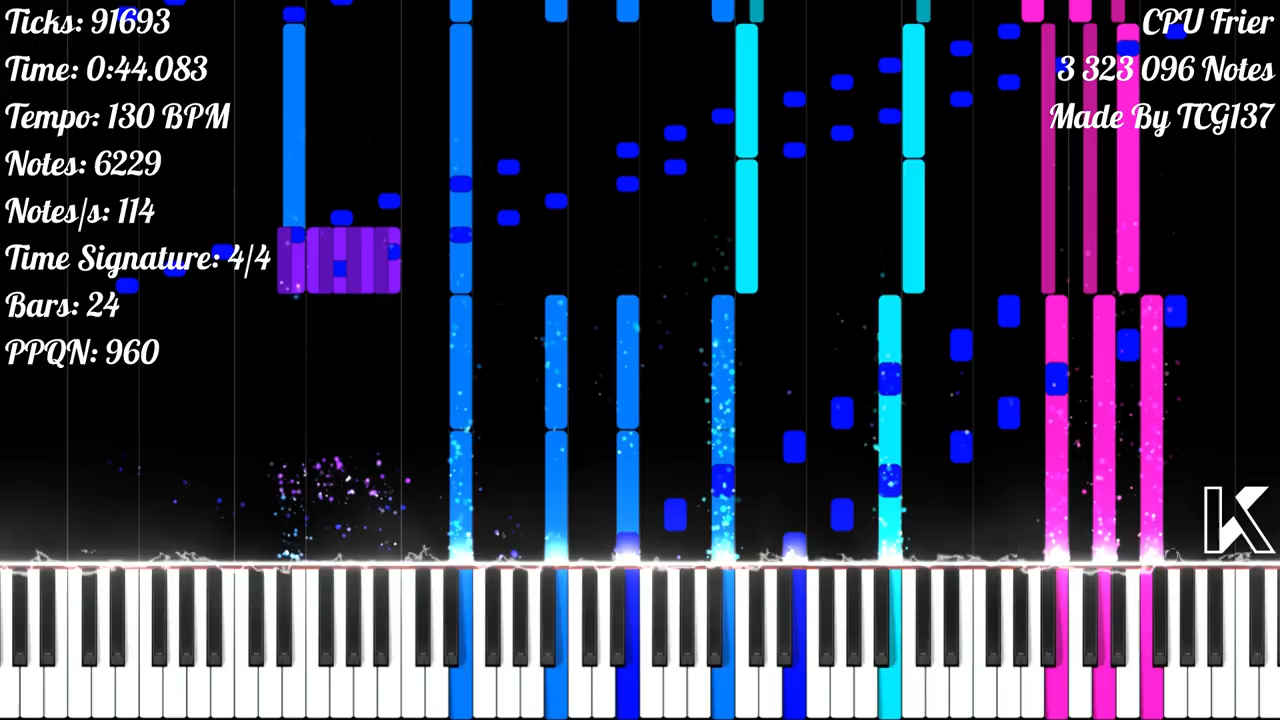 Ticks: 91693
Time: 0:44.083
Tempo: 130 BPM
Notes: 6229
Notes/s: 114
Time Signature: 4/4
Bars: 24
PPQN: 960
CPU Frier
3 323 096 Notes
Made By TCG137
K